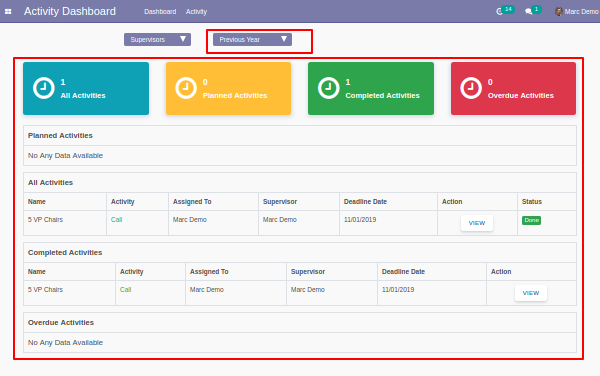 Activity Dashboard Dashboard Activity 14 1 Marc Demo
Supervisors Previous Year
1 All Activities
0 Planned Activities
1 Completed Activities
0 Overdue Activities
Planned Activities
No Any Data Available
All Activities
Name Activity Assigned To Supervisor Deadline Date Action Status
5 VP Chairs Call Marc Demo Marc Demo 11/01/2019 VIEW Done
Completed Activities
Name Activity Assigned To Supervisor Deadline Date Action
5 VP Chairs Call Marc Demo Marc Demo 11/01/2019 VIEW
Overdue Activities
No Any Data Available